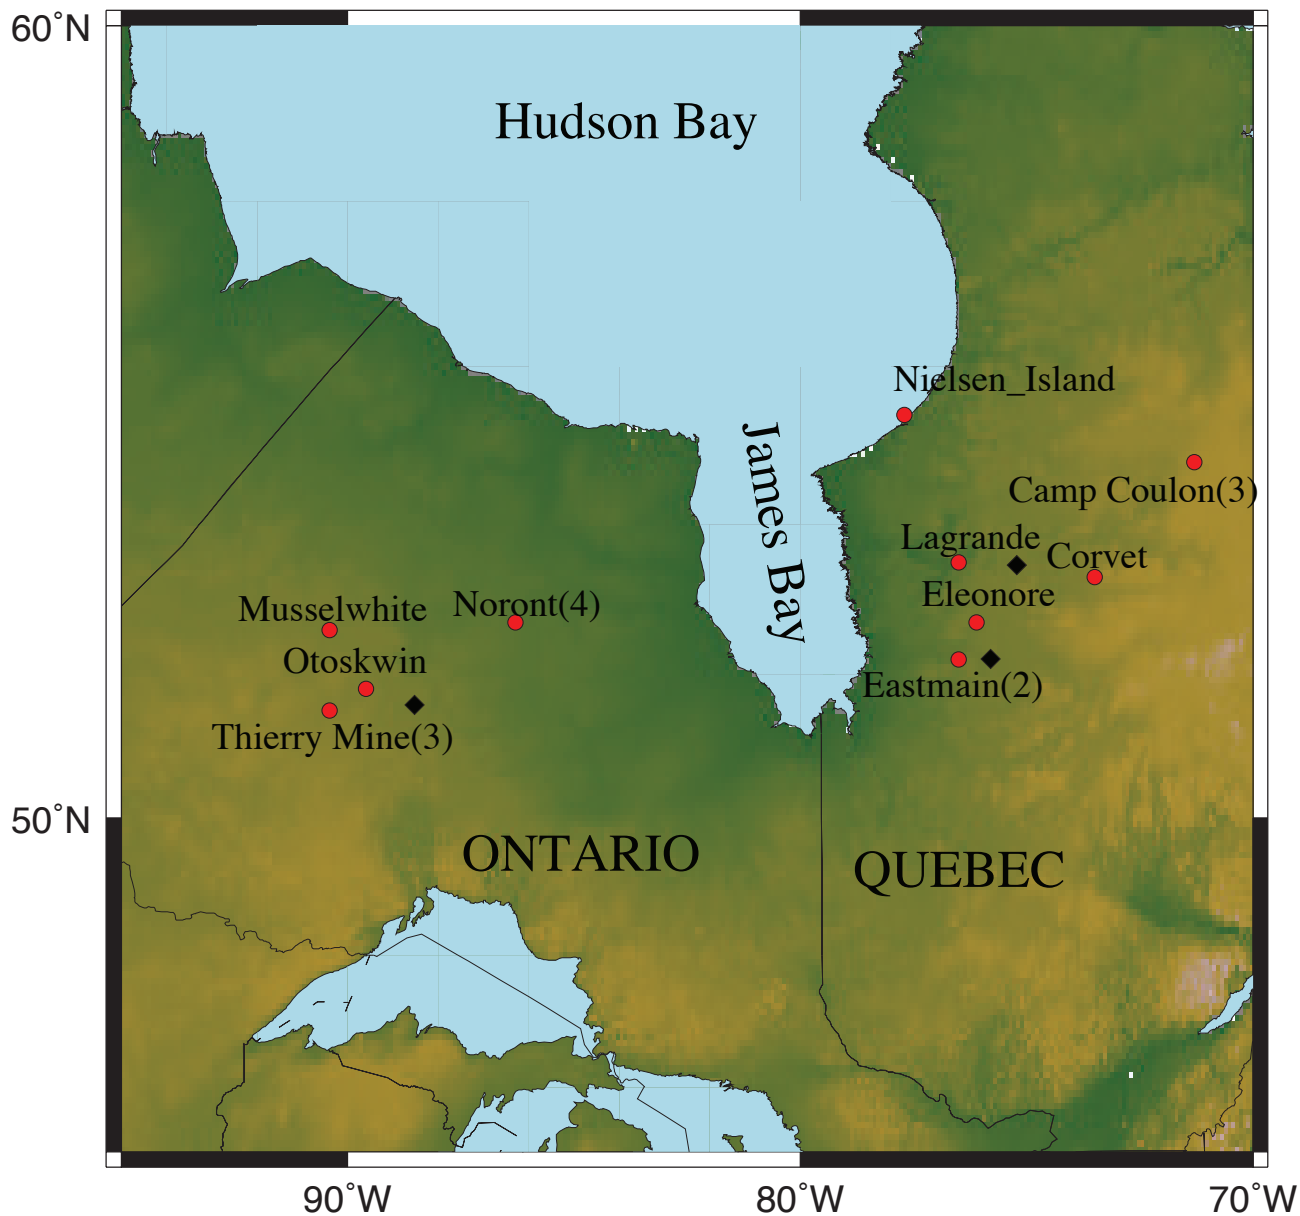 60°N
Hudson Bay
Nielsen_Island
James Bay
Camp Coulon(3)
Lagrande
Corvet
Eleonore
Musselwhite
Noront(4)
Otoskwin
Eastmain(2)
Thierry Mine(3)
50°N
ONTARIO
QUEBEC
90°W
80°W
70°W